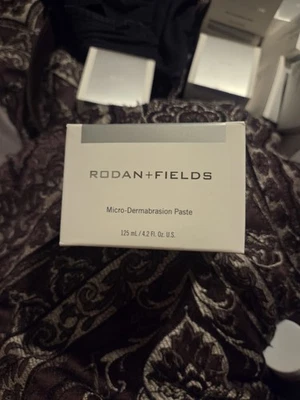 RODAN+FIELDS
Micro-Dermabrasion Paste
125 mL / 4.2 Fl. Oz. U.S.